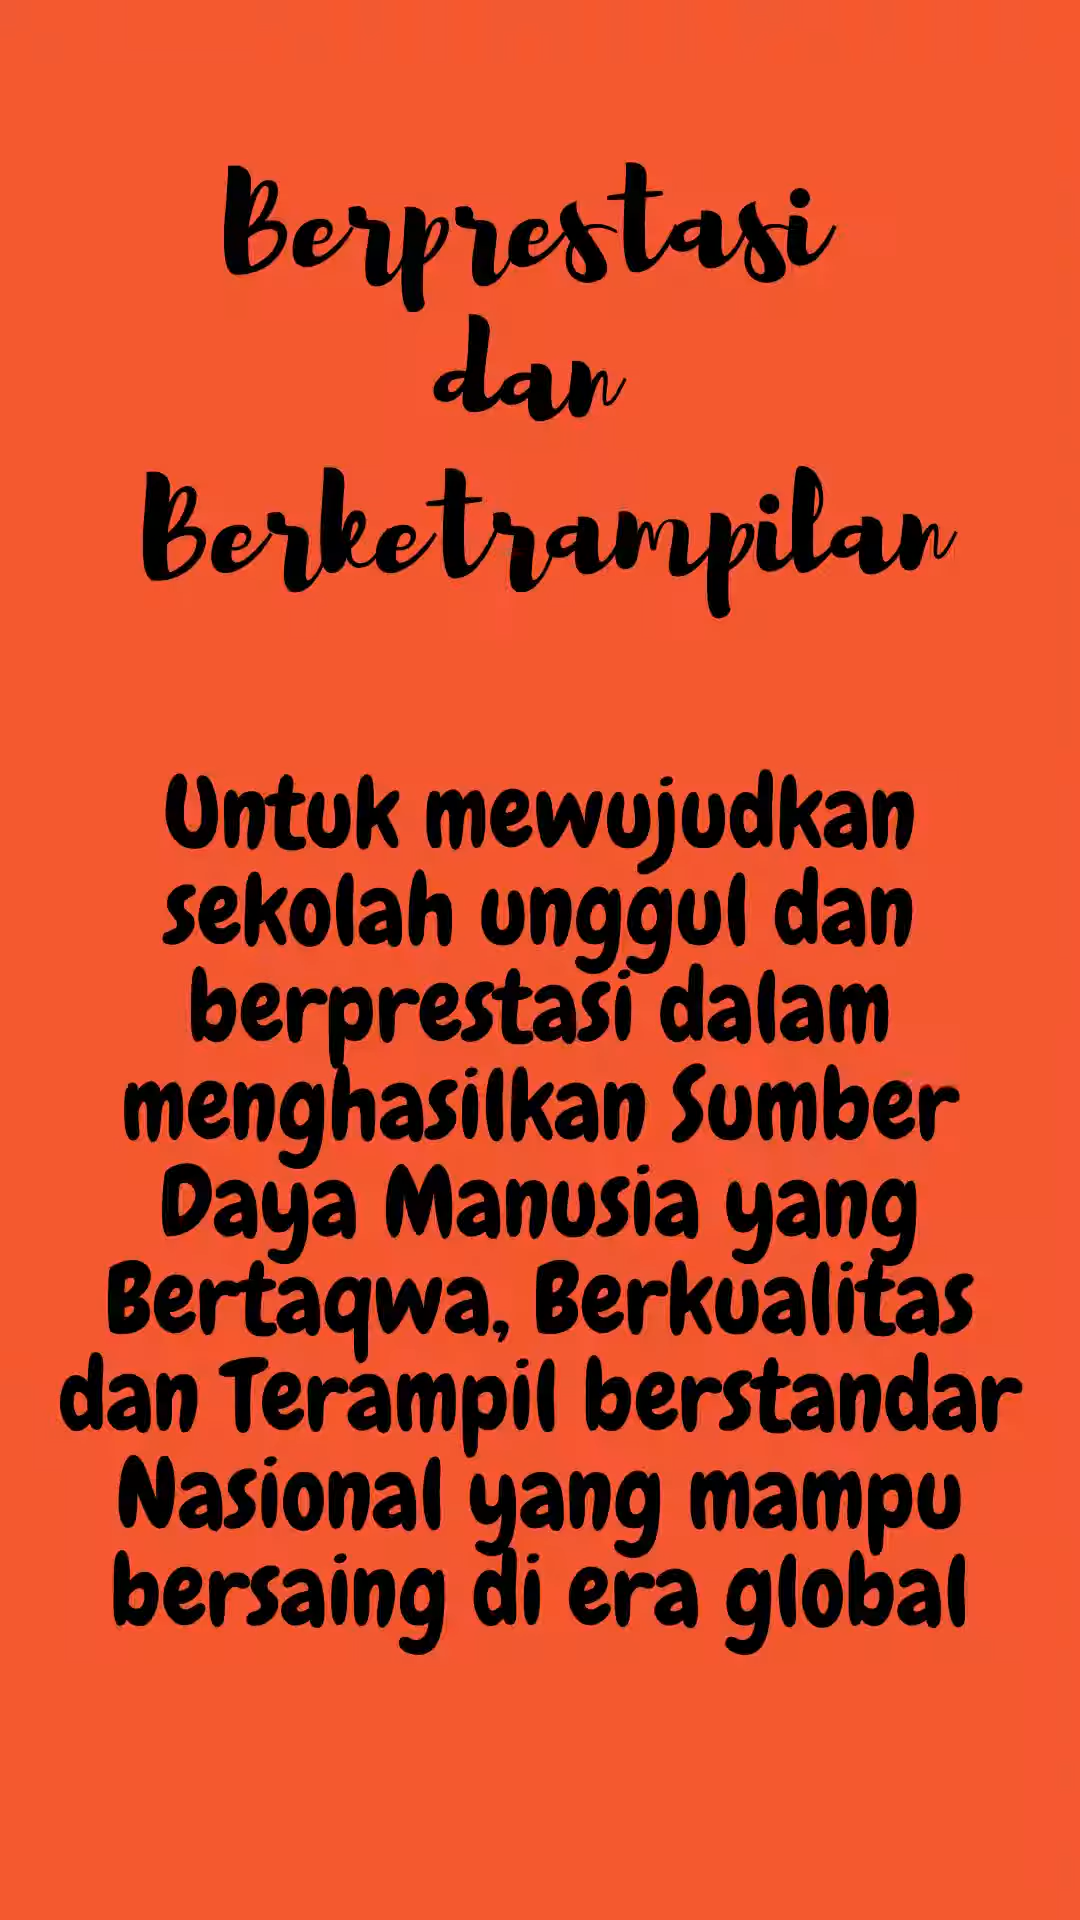 Berprestasi
dan
Berketrampilan
Untuk mewujudkan
sekolah unggul dan
berprestasi dalam
menghasilkan Sumber
Daya Manusia yang
Bertaqwa, Berkualitas
dan Terampil berstandar
Nasional yang mampu
bersaing di era global